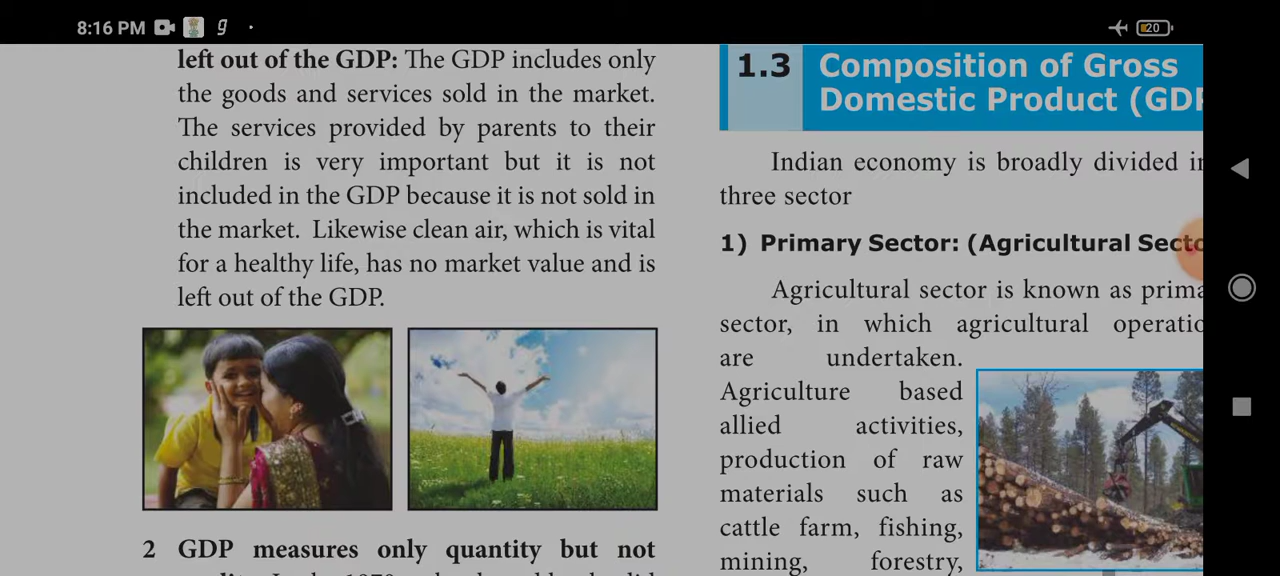 8:16 PM
20
left out of the GDP: The GDP includes only
the goods and services sold in the market.
The services provided by parents to their
children is very important but it is not
included in the GDP because it is not sold in
the market. Likewise clean air, which is vital
for a healthy life, has no market value and is
left out of the GDP.
2 GDP measures only quantity but not
1.3 Composition of Gross
Domestic Product (GDP
Indian economy is broadly divided in
three sector
1) Primary Sector: (Agricultural Secto
Agricultural sector is known as prima
sector, in which agricultural operatio
are undertaken.
Agriculture based
allied activities,
production of raw
materials such as
cattle farm, fishing,
mining, forestry,